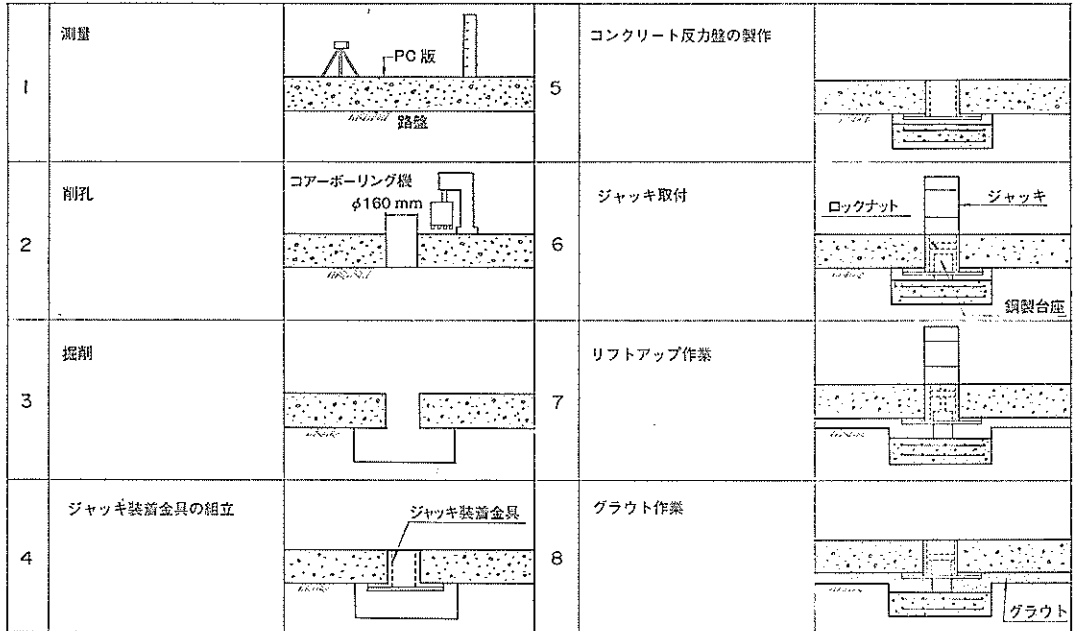 1
測量
PC 版
路盤
2
削孔
コアーボーリング機
φ160 mm
3
掘削
4
ジャッキ装着金具の組立
ジャッキ装着金具
5
コンクリート反力盤の製作
6
ジャッキ取付
ロックナット
ジャッキ
鋼製台座
7
リフトアップ作業
8
グラウト作業
グラウト